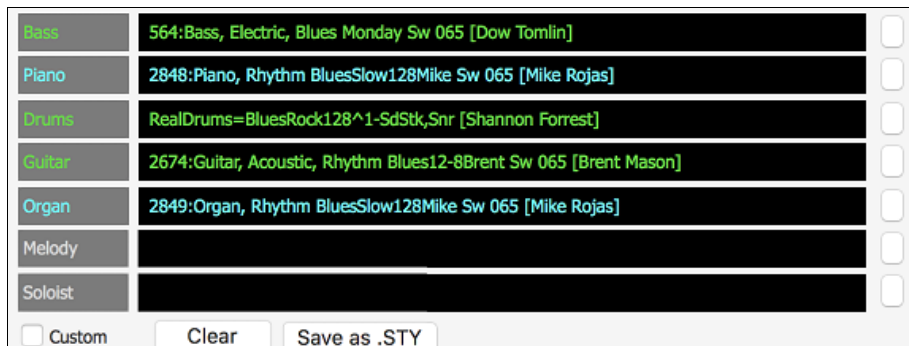 Bass 564:Bass, Electric, Blues Monday Sw 065 [Dow Tomlin]
Piano 2848:Piano, Rhythm BluesSlow128Mike Sw 065 [Mike Rojas]
Drums RealDrums=BluesRock128^1-SdStk,Snr [Shannon Forrest]
Guitar 2674:Guitar, Acoustic, Rhythm Blues12-8Brent Sw 065 [Brent Mason]
Organ 2849:Organ, Rhythm BluesSlow128Mike Sw 065 [Mike Rojas]
Melody
Soloist
Custom Clear Save as .STY